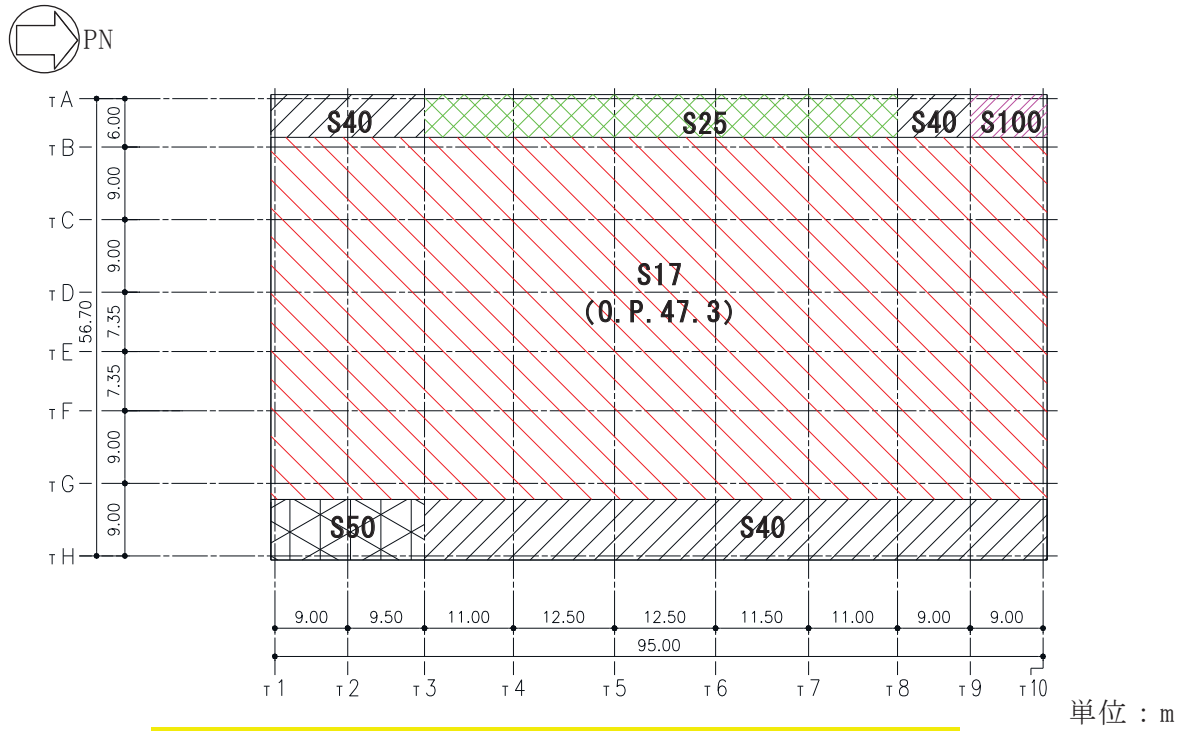 PN
TA
6.00
S40
S25
S40
S100
TB
9.00
TC
9.00
S17
(O.P.47.3)
TD
56.70
7.35
TE
7.35
TF
9.00
TG
9.00
S50
S40
TH
9.00
9.50
11.00
12.50
12.50
11.50
11.00
9.00
9.00
95.00
T1
T2
T3
T4
T5
T6
T7
T8
T9
T10
単位:m